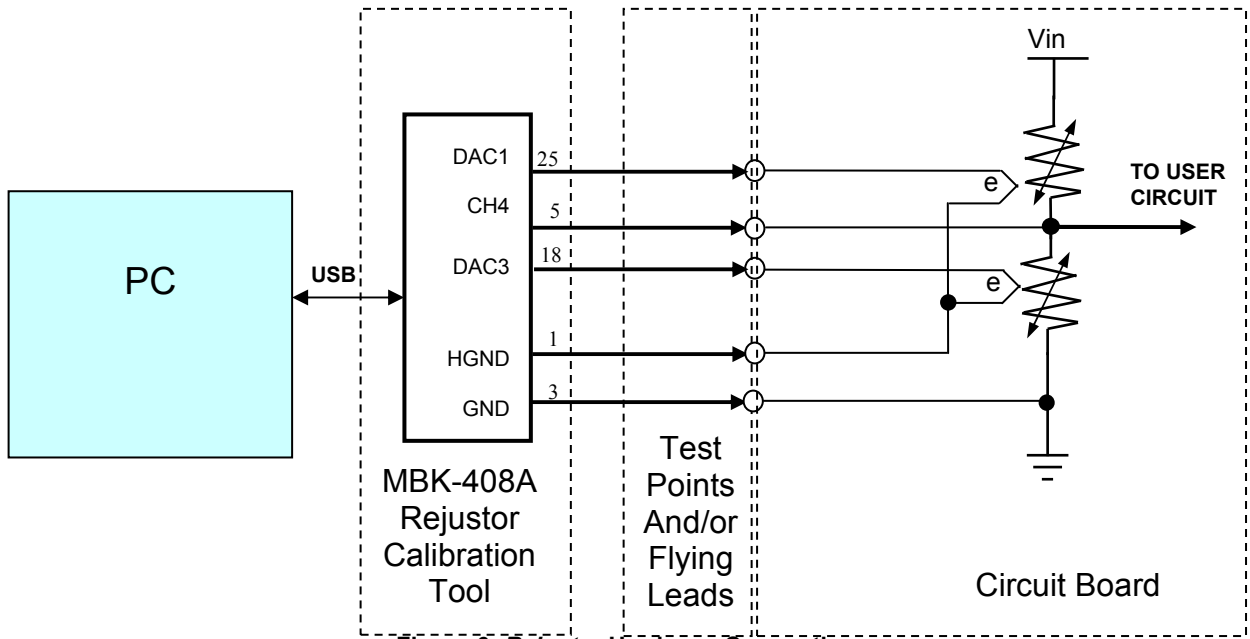 Vin
DAC1
25
CH4
5
DAC3
18
HGND
1
GND
3
e
e
TO USER
CIRCUIT
PC
USB
MBK-408A
Rejustor
Calibration
Tool
Test
Points
And/or
Flying
Leads
Circuit Board